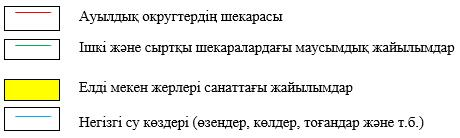 Ауылдық округтердің шекарасы
Ішкі және сыртқы шекаралардағы маусымдық жайылымдар
Елді мекен жерлері санаттағы жайылымдар
Негізгі су көздері (өзендер, көлдер, тоғандар және т.б.)